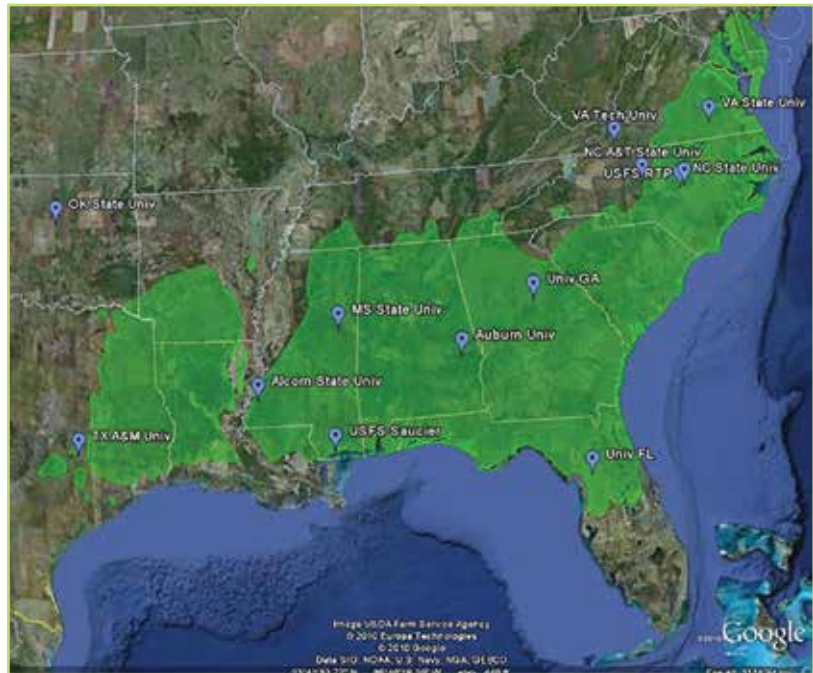 VA State Univ
VA Tech Univ
NC A&T State Univ
USFS RTP
NC State Univ
OK State Univ
Univ GA
MS State Univ
Auburn Univ
Alcorn State Univ
USFS Saucier
TX A&M Univ
Univ FL
Image USDA Farm Service Agency
© 2010 Europa Technologies
© 2010 Google
Data SIO, NOAA, U.S. Navy, NGA, GEBCO
©2010 Google